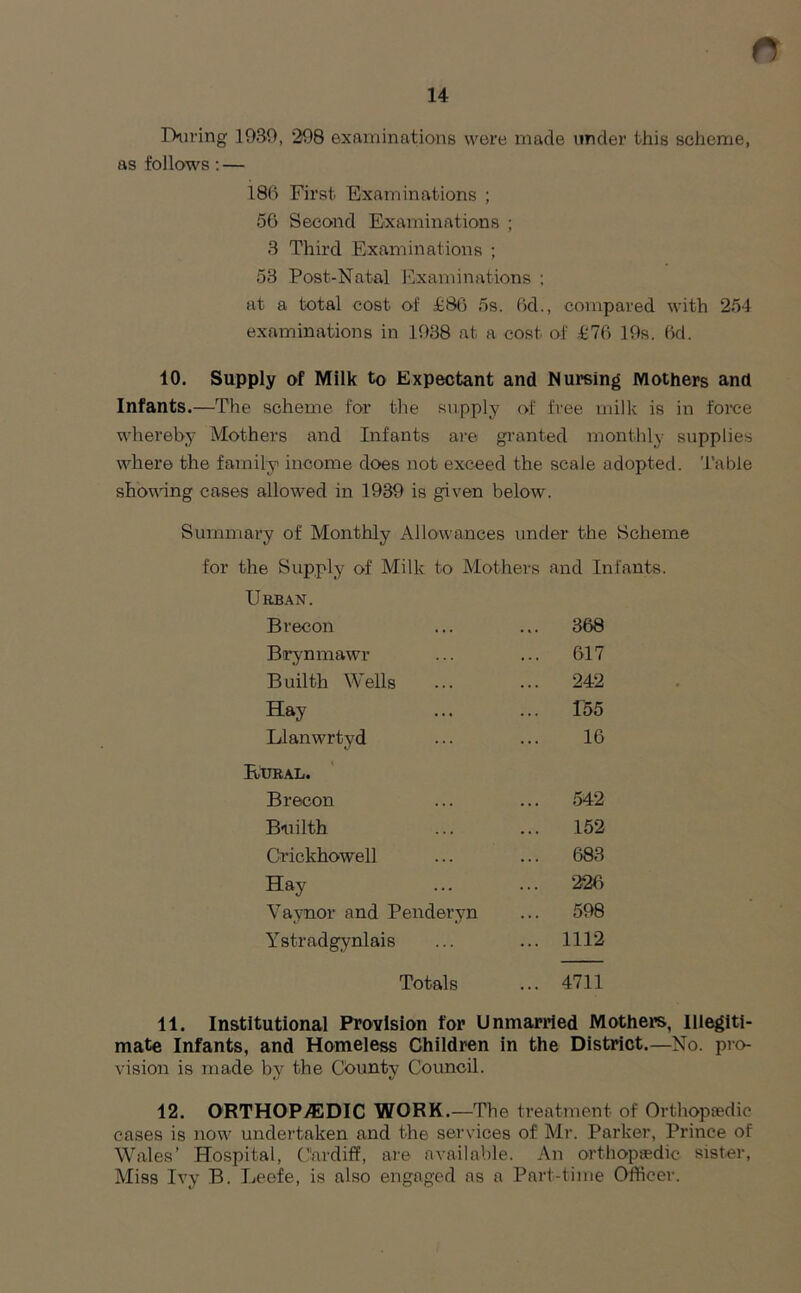 14
During 1939, 298 examinations were made under this scheme,
as follows :—
186 First Examinations ;
56 Second Examinations ;
3 Third Examinations ;
53 Post-Natal Examinations ;
at a total cost of £86 5s. 6d., compared with 254
examinations in 1938 at a cost of £76 19s. 6d.
10. Supply of Milk to Expectant and Nursing Mothers and
Infants.—The scheme for the supply of free milk is in force
whereby Mothers and Infants are granted monthly supplies
where the family income does not exceed the scale adopted. Table
showing cases allowed in 1939 is given below.
Summary of Monthly Allowances under the Scheme
for the Supply of Milk to Mothers and Infants.
URBAN.
Brecon ... ... 368
Brynmawr ... ... 617
Builth Wells ... ... 242
Hay ... ... 155
Llanwrtyd ... ... 16
RURAL.
Brecon ... ... 542
Builth ... ... 152
Crickhowell ... ... 683
Hay ... ... 226
Vaynor and Penderyn ... 598
Ystradgynlais ... ... 1112
Totals ... 4711
11. Institutional Provision for Unmarried Mothers, Illegiti-
mate Infants, and Homeless Children in the District.—No. pro-
vision is made by the County Council.
12. ORTHOPÆDIC WORK.—The treatment of Orthopædic
cases is now undertaken and the services of Mr. Parker, Prince of
Wales' Hospital, Cardiff, are available. An orthopædic sister,
Miss Ivy B. Leefe, is also engaged as a Part-time Officer.